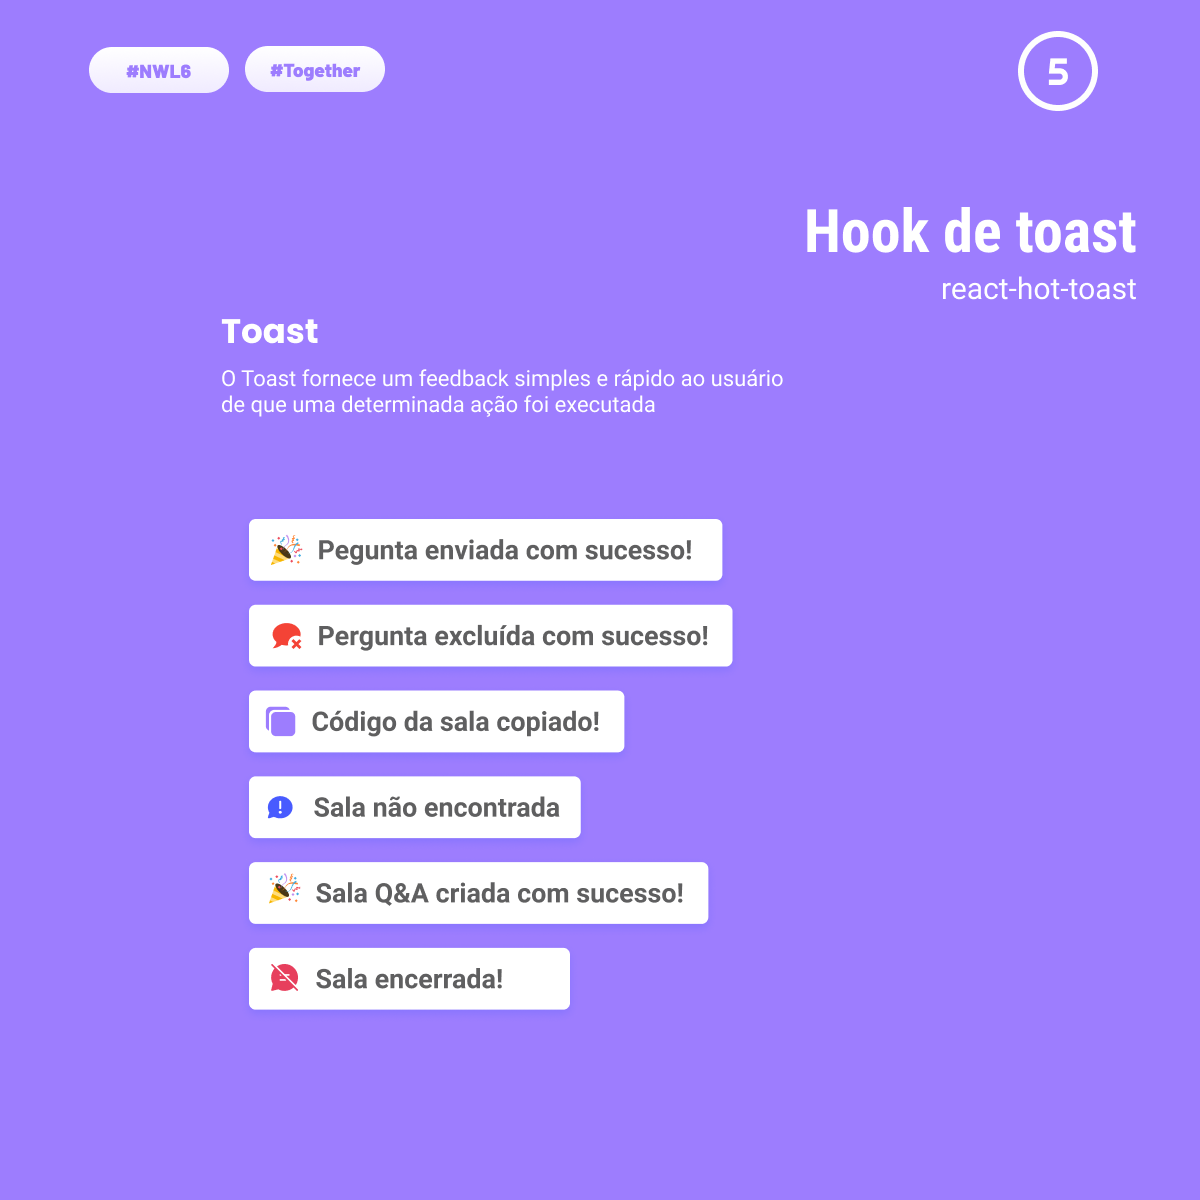 #NWL6
#Together
5
Hook de toast
react-hot-toast
Toast
O Toast fornece um feedback simples e rápido ao usuário
de que uma determinada ação foi executada
Pegunta enviada com sucesso!
Pergunta excluída com sucesso!
Código da sala copiado!
Sala não encontrada
Sala Q&A criada com sucesso!
Sala encerrada!